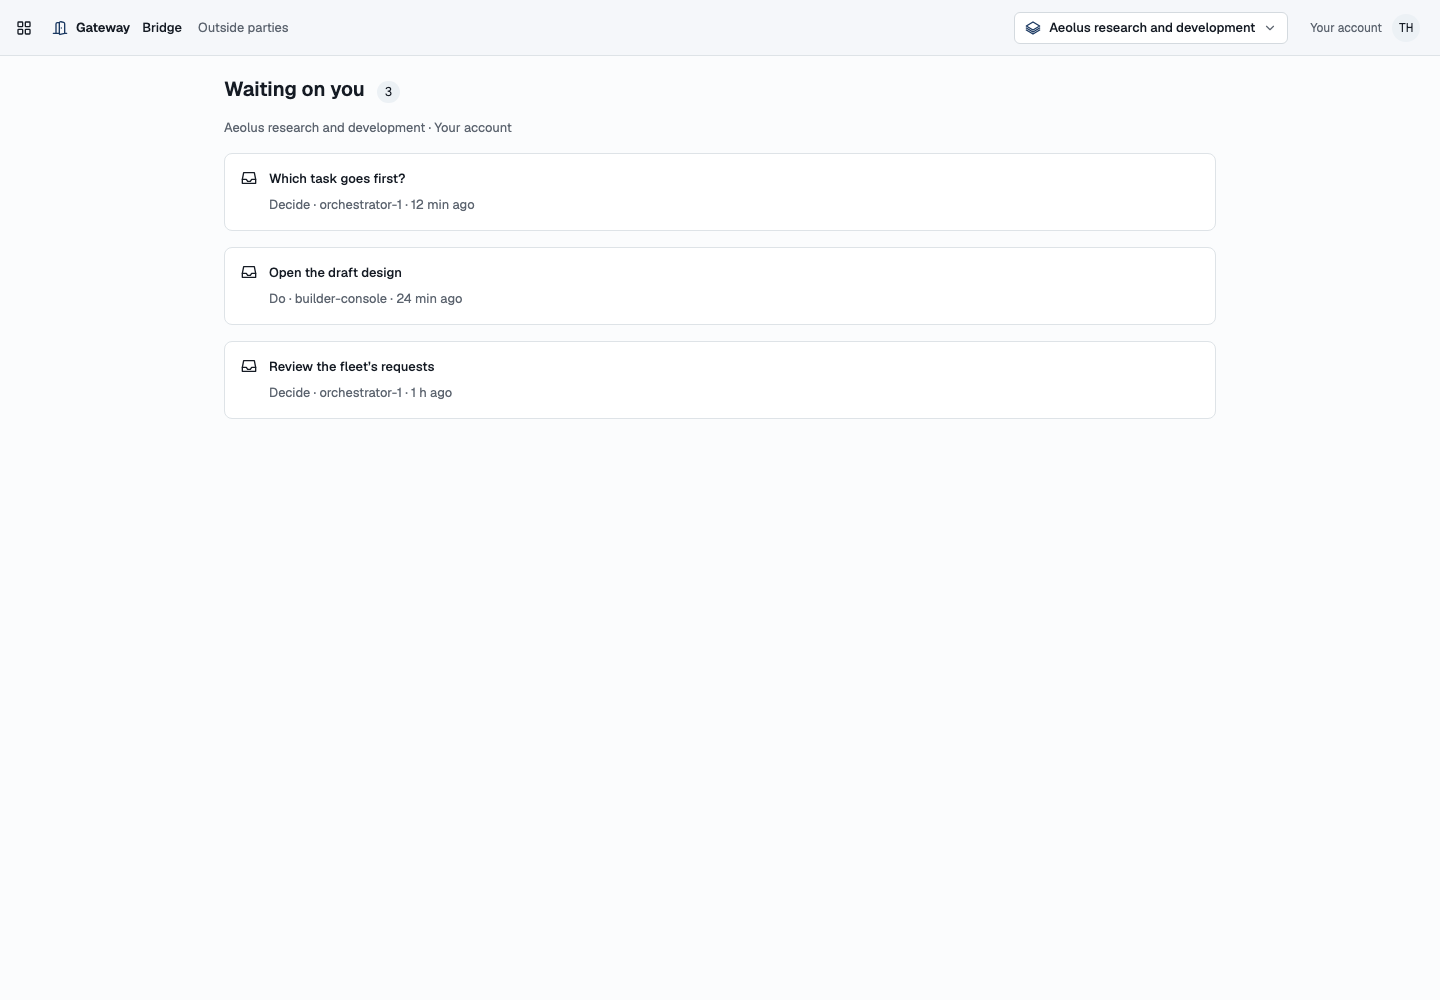 Gateway Bridge Outside parties Aeolus research and development Your account TH
Waiting on you 3
Aeolus research and development · Your account
Which task goes first?
Decide · orchestrator-1 · 12 min ago
Open the draft design
Do · builder-console · 24 min ago
Review the fleet's requests
Decide · orchestrator-1 · 1 h ago